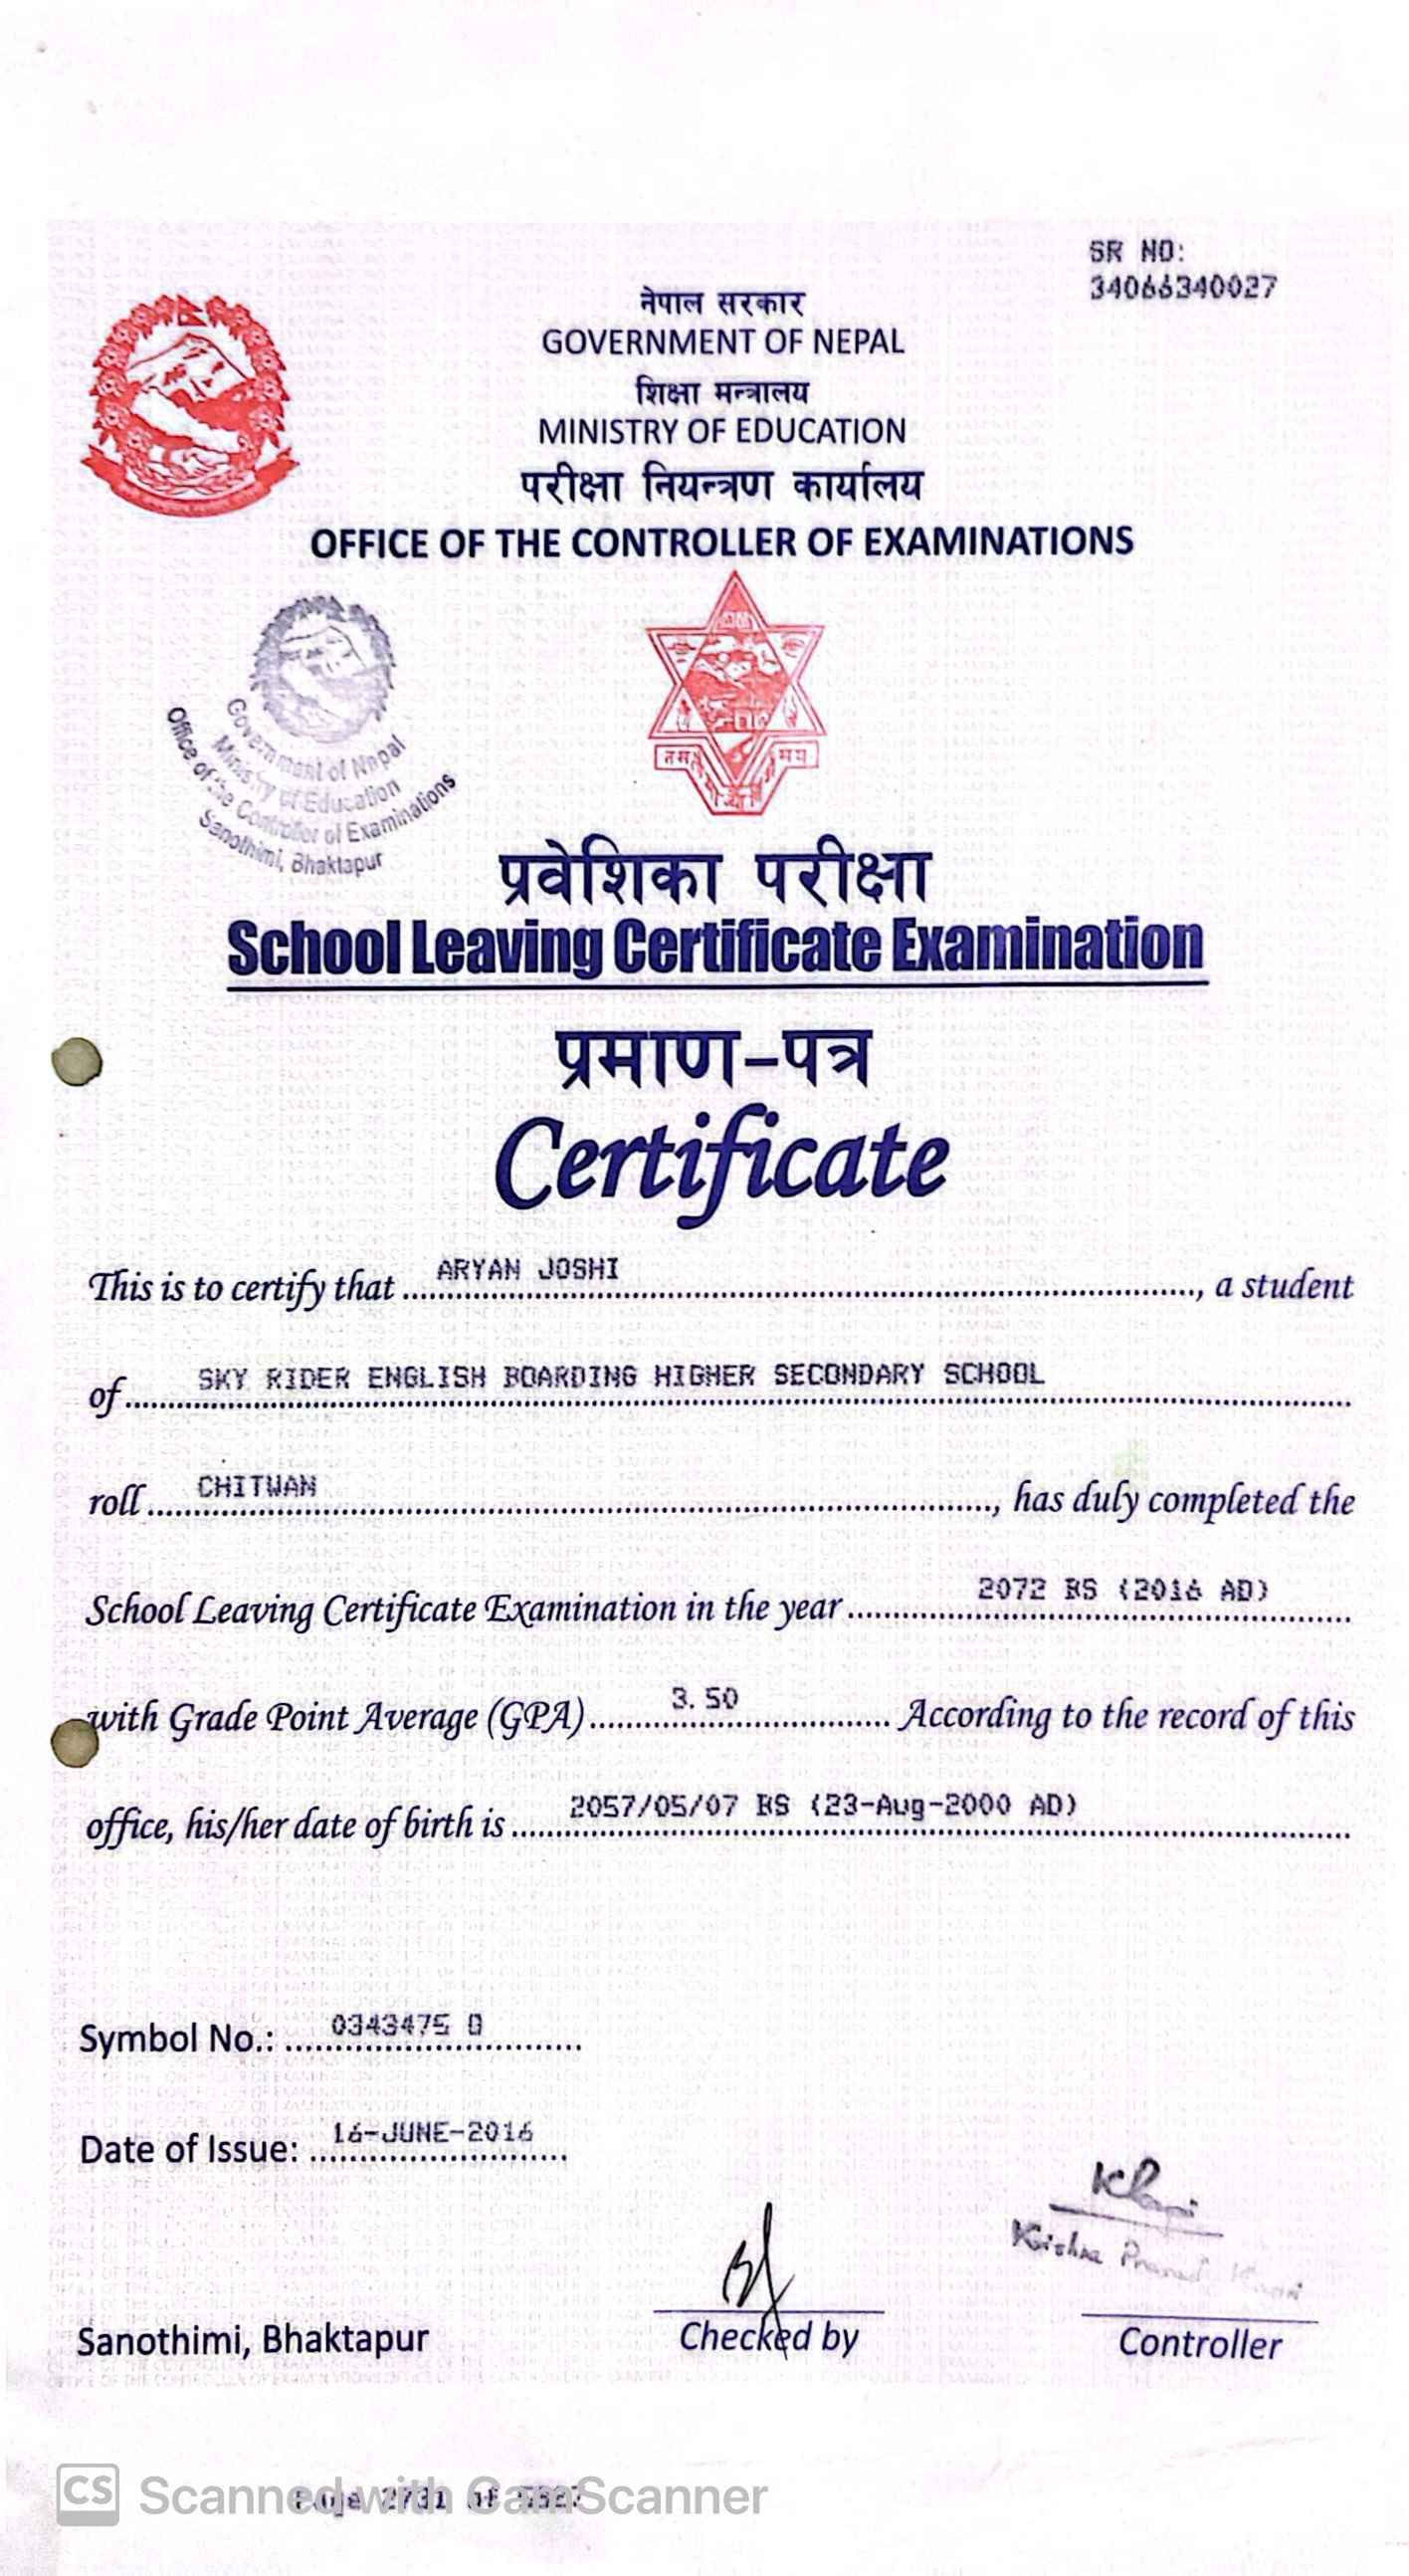 SR NO:
34066340027
नेपाल सरकार
GOVERNMENT OF NEPAL
शिक्षा मन्त्रालय
MINISTRY OF EDUCATION
परीक्षा नियन्त्रण कार्यालय
OFFICE OF THE CONTROLLER OF EXAMINATIONS
Government of Nepal
Ministry of Education
Office of the Controller of Examinations
Sanothimi, Bhaktapur
प्रवेशिका परीक्षा
School Leaving Certificate Examination
प्रमाण-पत्र
Certificate
This is to certify that ARYAN JOSHI, a student
of SKY RIDER ENGLISH BOARDING HIGHER SECONDARY SCHOOL
roll CHITWAN, has duly completed the
School Leaving Certificate Examination in the year 2072 BS (2016 AD)
with Grade Point Average (GPA) 3.50 According to the record of this
office, his/her date of birth is 2057/05/07 BS (23-Aug-2000 AD)
Symbol No.: 0343475
Date of Issue: 16-JUNE-2016
Sanothimi, Bhaktapur
Checked by
Controller
CS Scanned with CamScanner
Page of